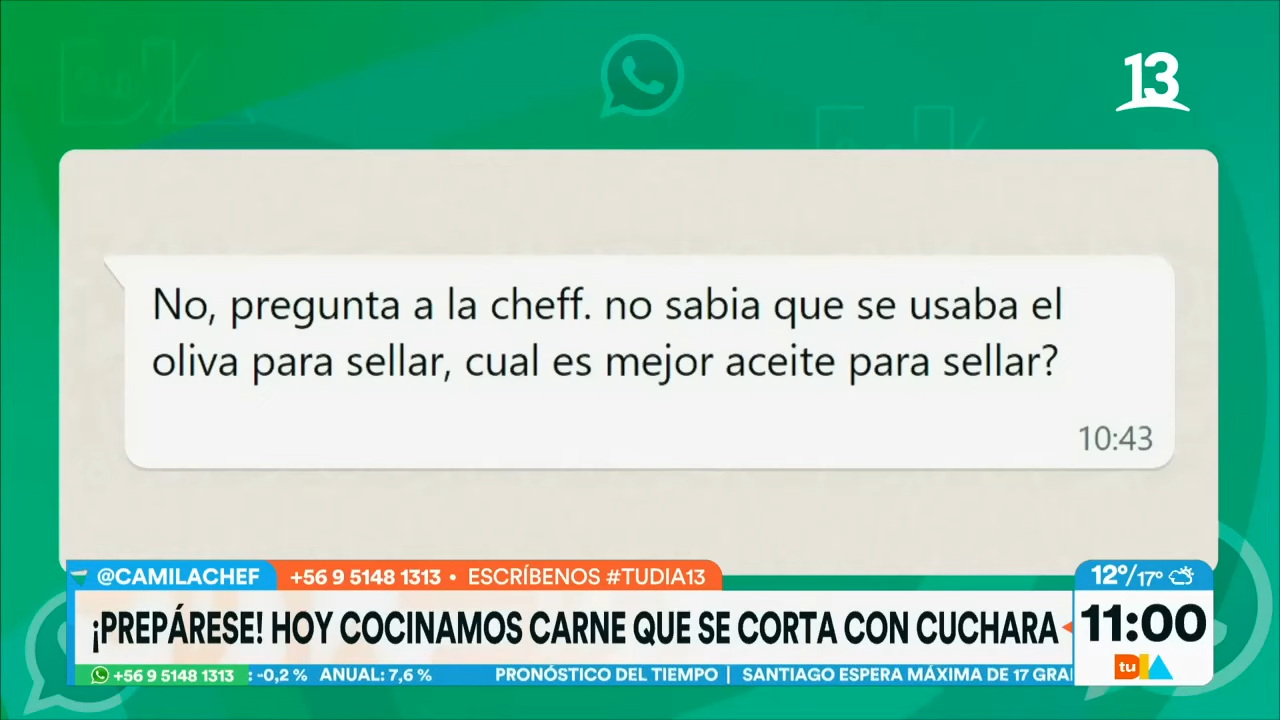 13
No, pregunta a la cheff. no sabia que se usaba el
oliva para sellar, cual es mejor aceite para sellar?
10:43
@CAMILACHEF
+56 9 5148 1313 • ESCRÍBENOS #TUDIA13
12°/17°
¡PREPÁRESE! HOY COCINAMOS CARNE QUE SE CORTA CON CUCHARA
11:00
+56 9 5148 1313 : -0,2 % ANUAL: 7,6 % PRONÓSTICO DEL TIEMPO | SANTIAGO ESPERA MÁXIMA DE 17 GRA
tu DIA